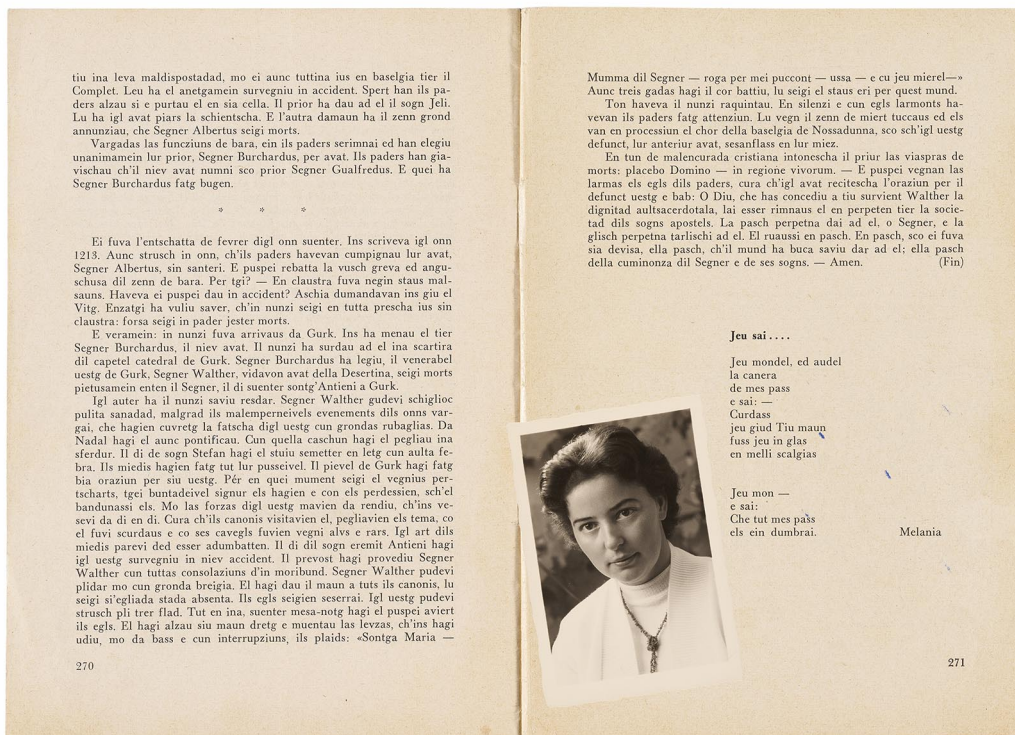 tiu ina leva maldispostadad, mo ei aunc tuttina ius en baselgia tier il
Complet. Leu ha el anetgamein survegniu in accident. Spert han ils pa-
ders alzau si e purtau el en sia cella. Il prior ha dau ad el il sogn Jeli.
Lu ha igl avat piars la schientscha. E l'autra damaun ha il zenn grond
annunziau, che Segner Albertus seigi morts.
Vargadas las funcziuns de bara, ein ils paders serimnai ed han elegiu
unanimamein lur prior, Segner Burchardus, per avat. Ils paders han gia-
vischau ch'il niev avat numni sco prior Segner Gualfredus. E quei ha
Segner Burchardus fatg bugen.
* * *
Ei fuva l'entschatta de fevrer digl onn suenter. Ins scriveva igl onn
1213. Aunc strusch in onn, ch'ils paders havevan cumpignau lur avat,
Segner Albertus, sin santeri. E puspei rebatta la vusch greva ed angu-
schusa dil zenn de bara. Per tgi? — En claustra fuva negin staus mal-
sauns. Haveva ei puspei dau in accident? Aschia dumandavan ins giu el
Vitg. Enzatgi ha vuliu saver, ch'in nunzi seigi en tutta prescha ius sin
claustra: forsa seigi in pader jester morts.
E veramein: in nunzi fuva arrivaus da Gurk. Ins ha menau el tier
Segner Burchardus, il niev avat. Il nunzi ha surdau ad el ina scartira
dil capetel catedral de Gurk. Segner Burchardus ha legiu, il venerabel
uestg de Gurk, Segner Walther, vidavon avat della Desertina, seigi morts
pietusamein enten il Segner, il di suenter sontg'Antieni a Gurk.
Igl auter ha il nunzi saviu resdar. Segner Walther gudevi schiglioc
pulita sanadad, malgrad ils malemperneivels evenements dils onns var-
gai, che hagien cuvretg la fatscha digl uestg cun grondas rubaglias. Da
Nadal hagi el aunc pontificau. Cun quella caschun hagi el pegliau ina
sferdur. Il di de sogn Stefan hagi el stuiu semetter en letg cun aulta fe-
bra. Ils miedis hagien fatg tut lur pusseivel. Il pievel de Gurk hagi fatg
bia oraziun per siu uestg. Pér en quei mument seigi el vegnius per-
tscharts, tgei buntadeivel signur els hagien e con els perdessien, sch'el
bandunassi els. Mo las forzas digl uestg mavien da rendiu, ch'ins ve-
sevi da di en di. Cura ch'ils canonis visitavien el, pegliavien els tema, co
el fuvi scurdaus e co ses cavegls fuvien vegni alvs e rars. Igl art dils
miedis parevi ded esser adumbatten. Il di dil sogn eremit Antieni hagi
igl uestg survegniu in niev accident. Il prevost hagi provediu Segner
Walther cun tuttas consolaziuns d'in moribund. Segner Walther pudevi
plidar mo cun gronda breigia. El hagi dau il maun a tuts ils canonis, lu
seigi si'egliada stada absenta. Ils egls seigien seserrai. Igl uestg pudevi
strusch pli trer flad. Tut en ina, suenter mesa-notg hagi el puspei aviert
ils egls. El hagi alzau siu maun dretg e muentau las levzas, ch'ins hagi
udiu, mo da bass e cun interrupziuns, ils plaids: «Sontga Maria —
270
Mumma dil Segner — roga per mei puccont — ussa — e cu jeu mierel—»
Aunc treis gadas hagi il cor battiu, lu seigi el staus eri per quest mund.
Ton haveva il nunzi raquintau. En silenzi e cun egls larmonts ha-
vevan ils paders fatg attenziun. Lu vegn il zenn de miert tuccaus ed els
van en processiun el chor della baselgia de Nossadunna, sco sch'igl uestg
defunct, lur anteriur avat, sesanflass en lur miez.
En tun de malencurada cristiana intonescha il priur las viaspras de
morts: placebo Domino — in regione vivorum. — E puspei vegnan las
larmas els egls dils paders, cura ch'igl avat recitescha l'oraziun per il
defunct uestg e bab: O Diu, che has concediu a tiu survient Walther la
dignitad aultsacerdotala, lai esser rimnaus el en perpeten tier la socie-
tad dils sogns apostels. La pasch perpetna dai ad el, o Segner, e la
glisch perpetna tarlischi ad el. El ruaussi en pasch. En pasch, sco ei fuva
sia devisa, ella pasch, ch'il mund ha buca saviu dar ad el; ella pasch
della cuminonza dil Segner e de ses sogns. — Amen. (Fin)
Jeu sai....
Jeu mondel, ed audel
la canera
de mes pass
e sai: —
Curdass
jeu giud Tiu maun
fuss jeu in glas
en melli scalgias
Jeu mon —
e sai:
Che tut mes pass
els ein dumbrai. Melania
271